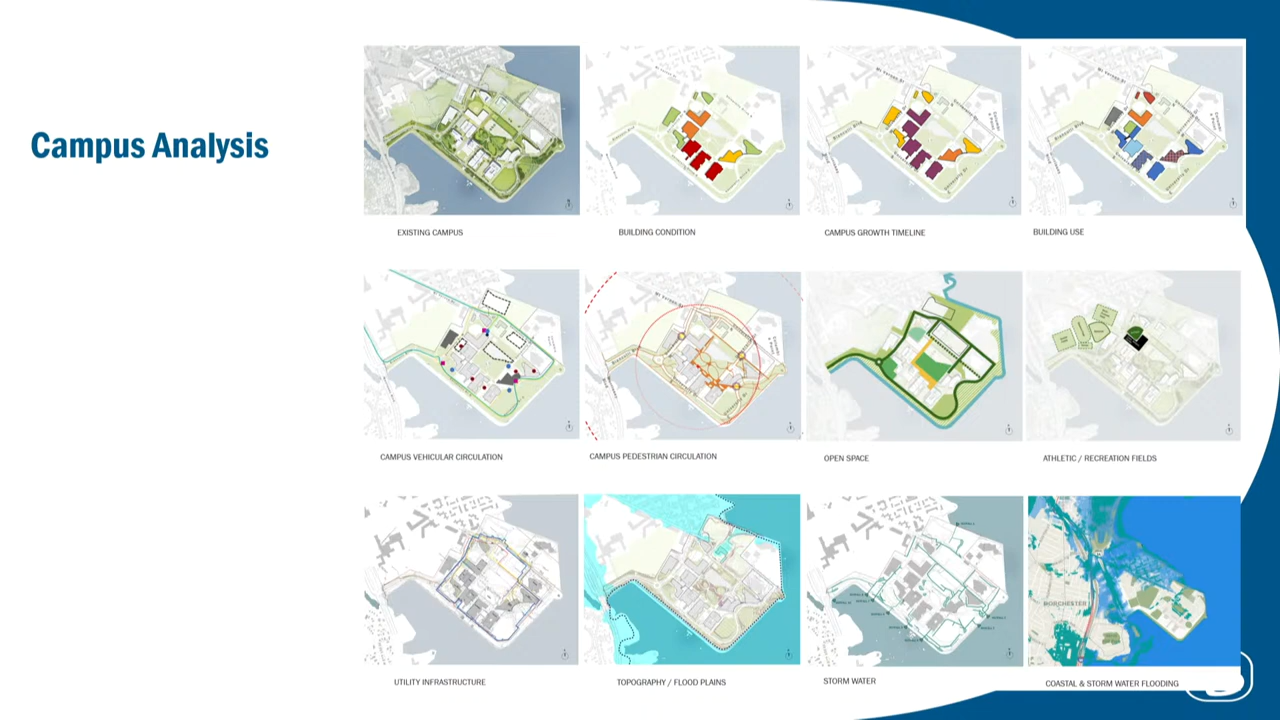 Campus Analysis
EXISTING CAMPUS
BUILDING CONDITION
CAMPUS GROWTH TIMELINE
BUILDING USE
CAMPUS VEHICULAR CIRCULATION
CAMPUS PEDESTRIAN CIRCULATION
OPEN SPACE
ATHLETIC / RECREATION FIELDS
DORCHESTER
UTILITY INFRASTRUCTURE
TOPOGRAPHY / FLOOD PLAINS
STORM WATER
COASTAL & STORM WATER FLOODING